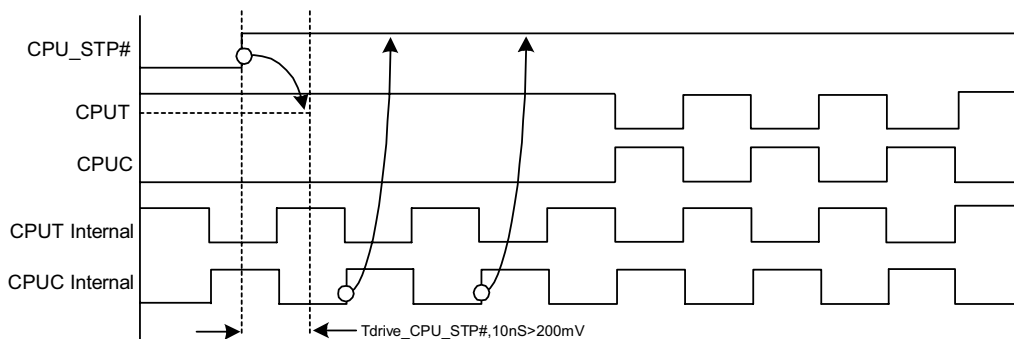 CPU_STP#
CPUT
CPUC
CPUT Internal
CPUC Internal
Tdrive_CPU_STP#,10nS>200mV